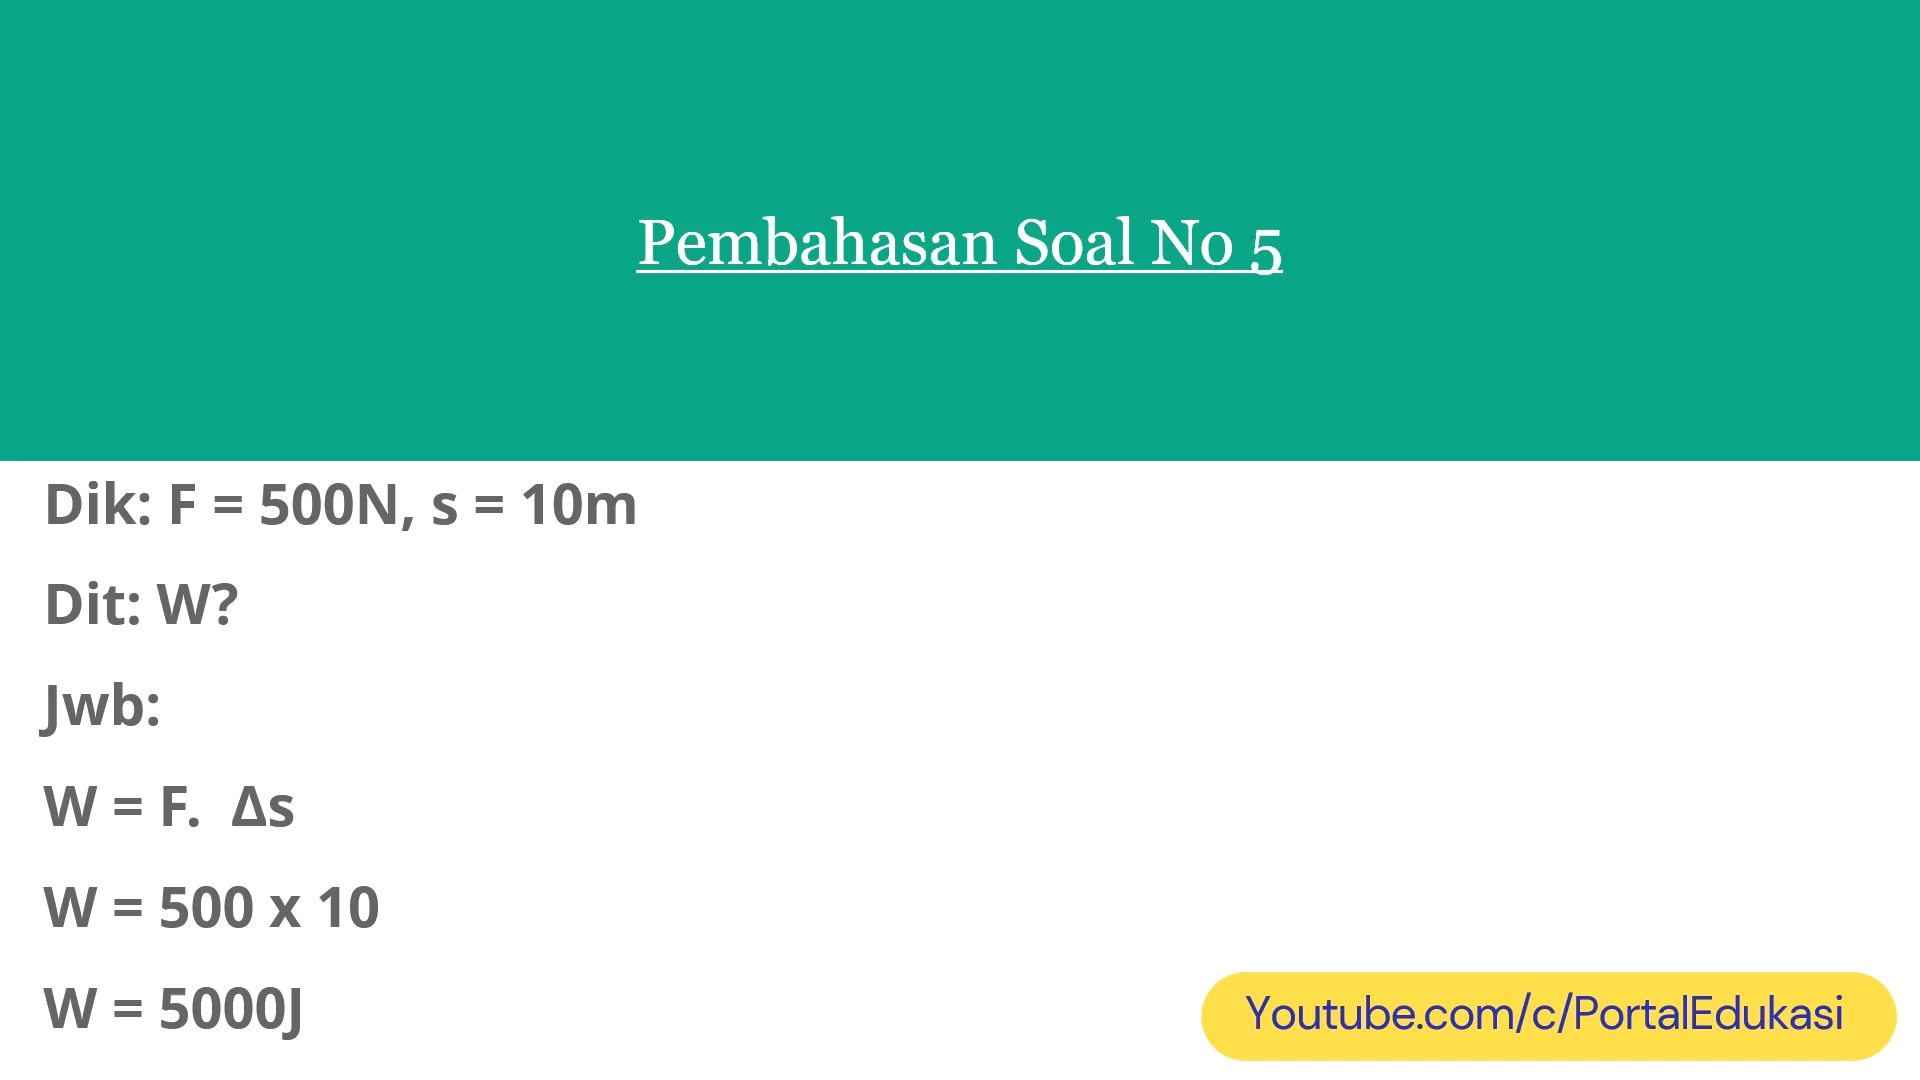 Pembahasan Soal No 5
Dik: F = 500N, s = 10m
Dit: W?
Jwb:
W = F.  Δs
W = 500 x 10
W = 5000J
Youtube.com/c/PortalEdukasi